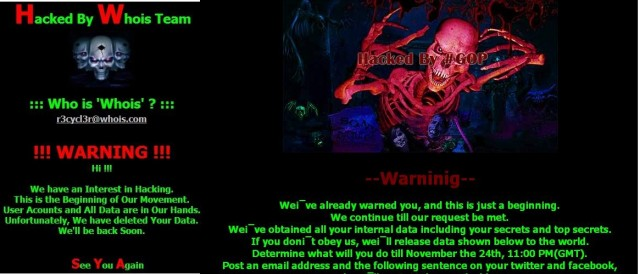 Hacked By Whois Team
::: Who is 'Whois' ? :::
r3cycl3r@whois.com
!!! WARNING !!!
Hi !!!
We have an Interest in Hacking.
This is the Beginning of Our Movement.
User Acounts and All Data are in Our Hands.
Unfortunately, We have deleted Your Data.
We'll be back Soon.
See You Again
Hacked By #GOP
--Warninig--
Wei¯ve already warned you, and this is just a beginning.
We continue till our request be met.
Wei¯ve obtained all your internal data including your secrets and top secrets.
If you doni¯t obey us, wei¯ll release data shown below to the world.
Determine what will you do till November the 24th, 11:00 PM(GMT).
Post an email address and the following sentence on your twitter and facebook,